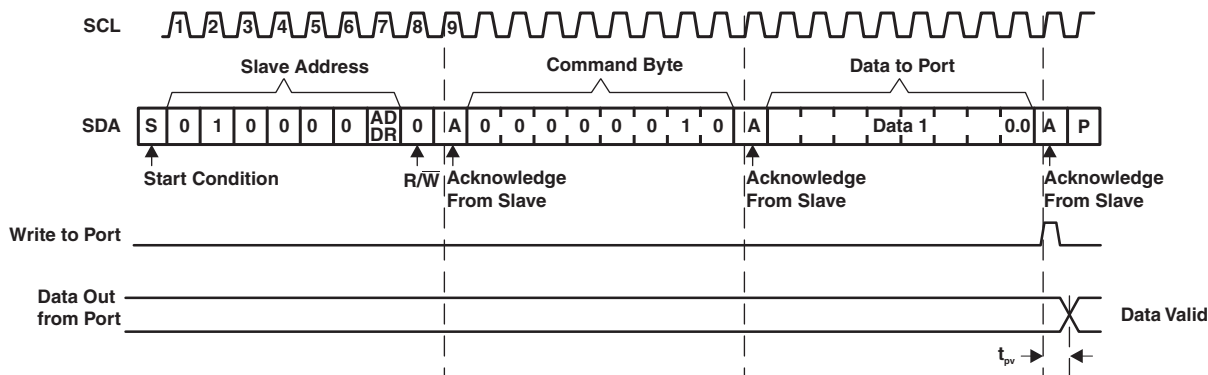 SCL 1 2 3 4 5 6 7 8 9
Slave Address Command Byte Data to Port
SDA S 0 1 0 0 0 0 AD DR 0 A 0 0 0 0 0 0 1 0 A Data 1 0.0 A P
Start Condition R/W̅ Acknowledge From Slave Acknowledge From Slave Acknowledge From Slave
Write to Port
Data Out from Port
Data Valid
tpv